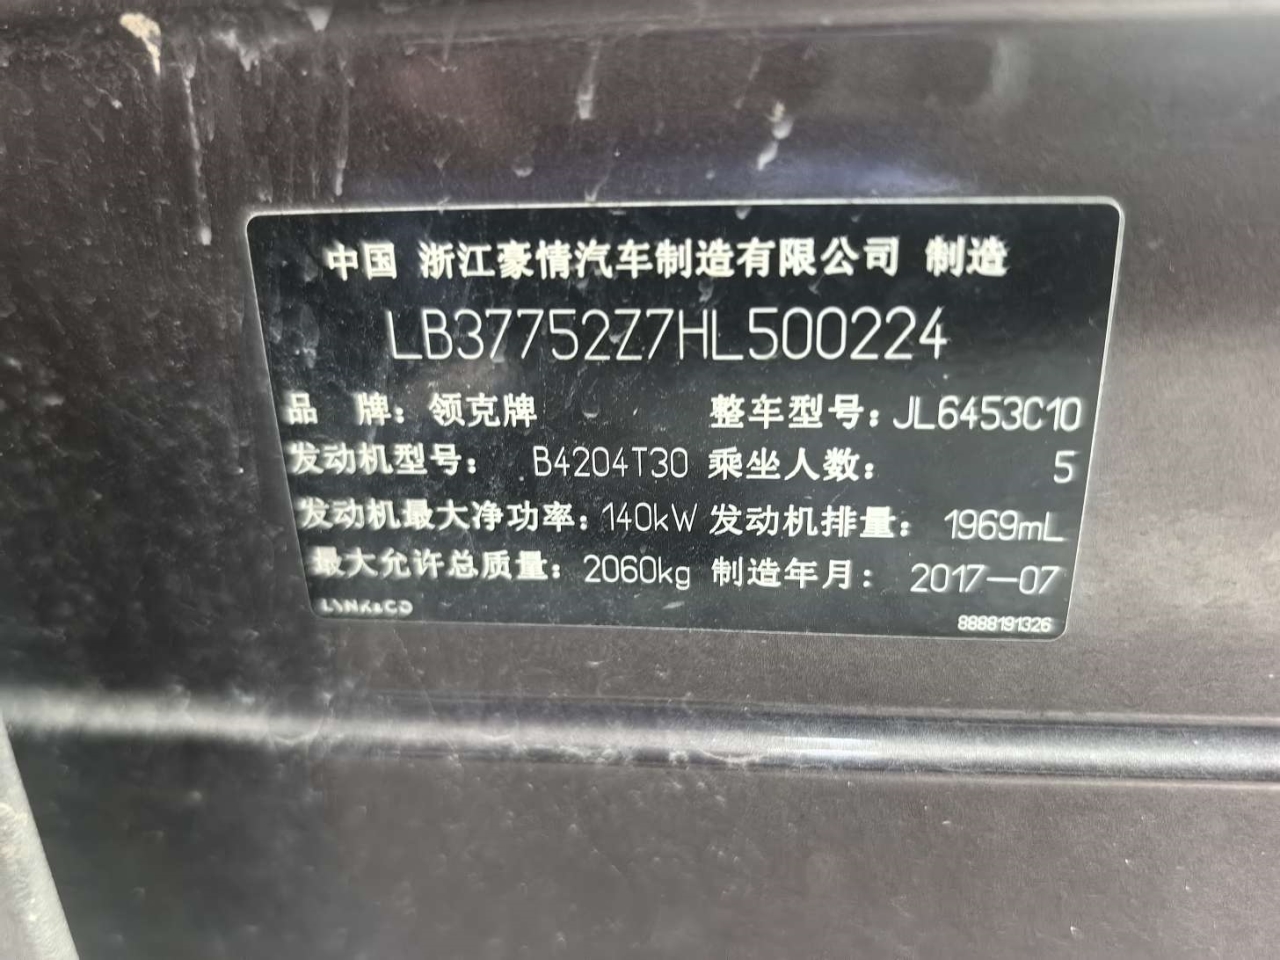 中国 浙江豪情汽车制造有限公司 制造
LB37752Z7HL500224
品 牌：领克牌 整车型号：JL6453C10
发动机型号： B4204T30 乘坐人数： 5
发动机最大净功率：140kW 发动机排量： 1969mL
最大允许总质量：2060kg 制造年月： 2017—07
LYNK&CO 8888191326